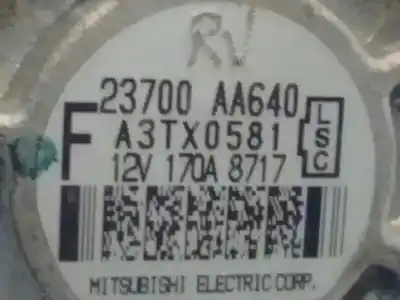 RV
23700 AA640
F A3TX0581 LSC
12V 170A 8717
MITSUBISHI ELECTRIC CORP.